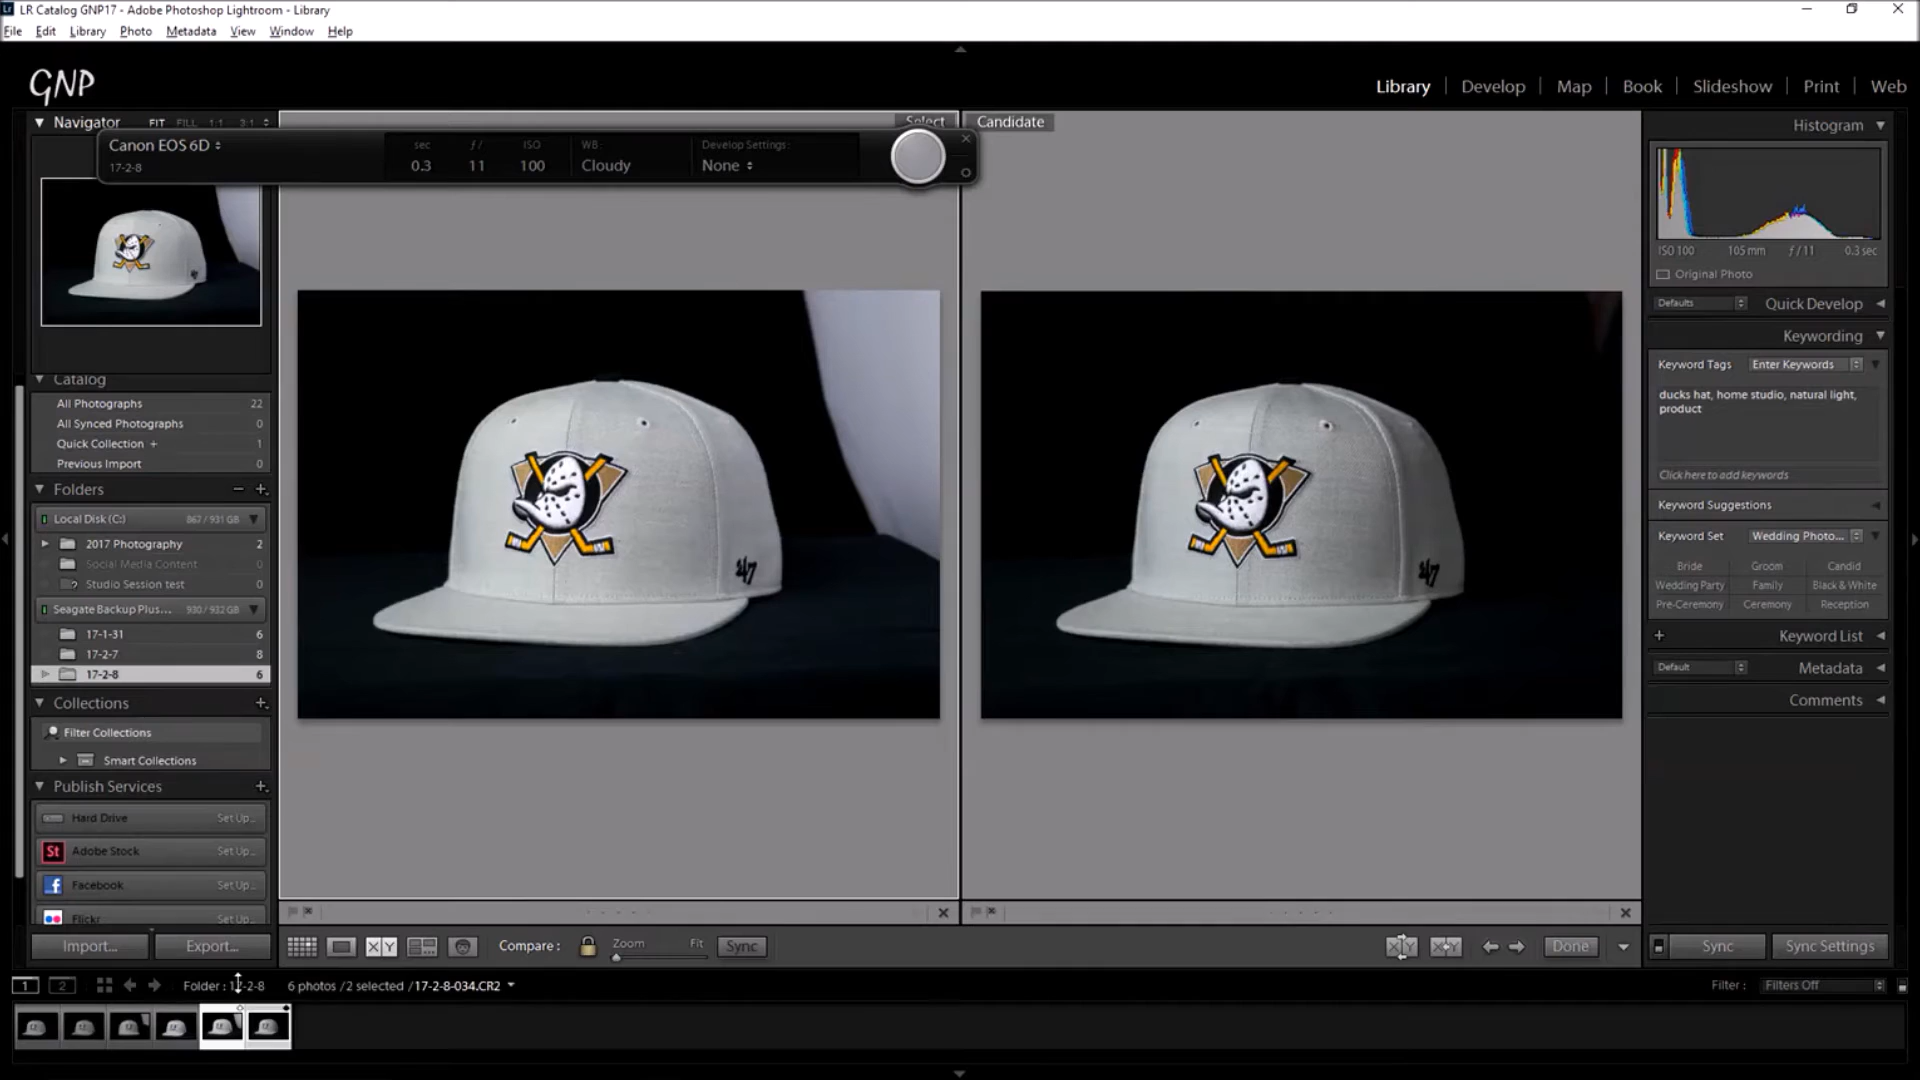 Lr LR Catalog GNP17 - Adobe Photoshop Lightroom - Library
File Edit Library Photo Metadata View Window Help
GNP
Library Develop Map Book Slideshow Print Web
Navigator FIT FILL 1:1 3:1
Select
Candidate
Canon EOS 6D
17-2-8
sec f/ ISO WB: Develop Settings:
0.3 11 100 Cloudy None
Catalog
All Photographs 22
All Synced Photographs 0
Quick Collection + 1
Previous Import 0
Folders
Local Disk (C:) 867 / 931 GB
2017 Photography 2
Social Media Content 0
Studio Session test 0
Seagate Backup Plus... 930 / 932 GB
17-1-31 6
17-2-7 8
17-2-8 6
Collections
Filter Collections
Smart Collections
Publish Services
Hard Drive Set Up...
St Adobe Stock Set Up...
Facebook Set Up...
Flickr
Import... Export...
47
47
Histogram
ISO 100 105 mm f/11 0.3 sec
Original Photo
Defaults Quick Develop
Keywording
Keyword Tags Enter Keywords
ducks hat, home studio, natural light,
product
Click here to add keywords
Keyword Suggestions
Keyword Set Wedding Photo...
Bride Groom Candid
Wedding Party Family Black & White
Pre-Ceremony Ceremony Reception
Keyword List
Default Metadata
Comments
X Y Compare : Zoom Fit Sync
X Y X Y Done
Sync Sync Settings
1 2 Folder : 17-2-8 6 photos /2 selected /17-2-8-034.CR2
Filter : Filters Off